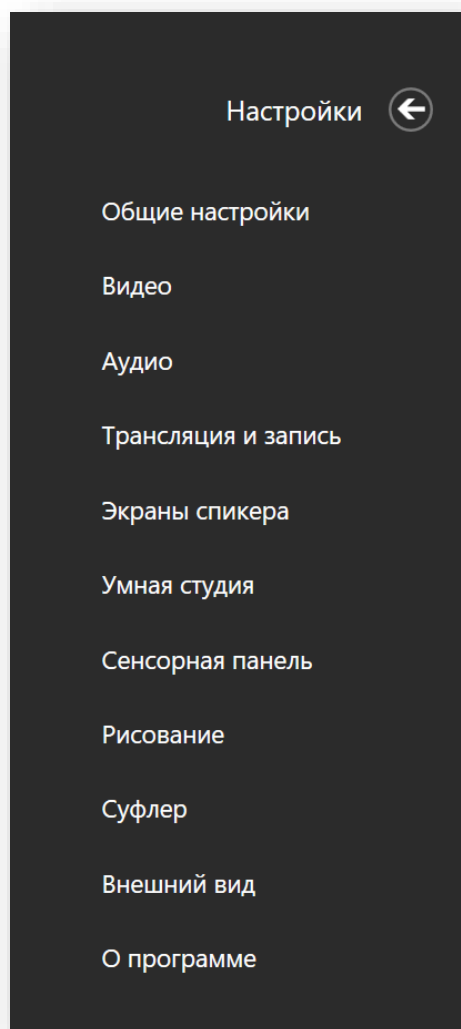 Настройки
Общие настройки
Видео
Аудио
Трансляция и запись
Экраны спикера
Умная студия
Сенсорная панель
Рисование
Суфлер
Внешний вид
О программе